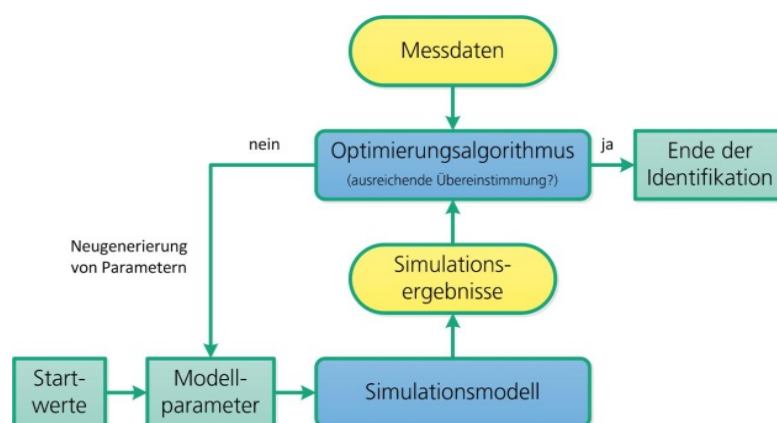 Messdaten
nein
Optimierungsalgorithmus
(ausreichende Übereinstimmung?)
ja
Ende der
Identifikation
Neugenerierung
von Parametern
Simulations-
ergebnisse
Start-
werte
Modell-
parameter
Simulationsmodell